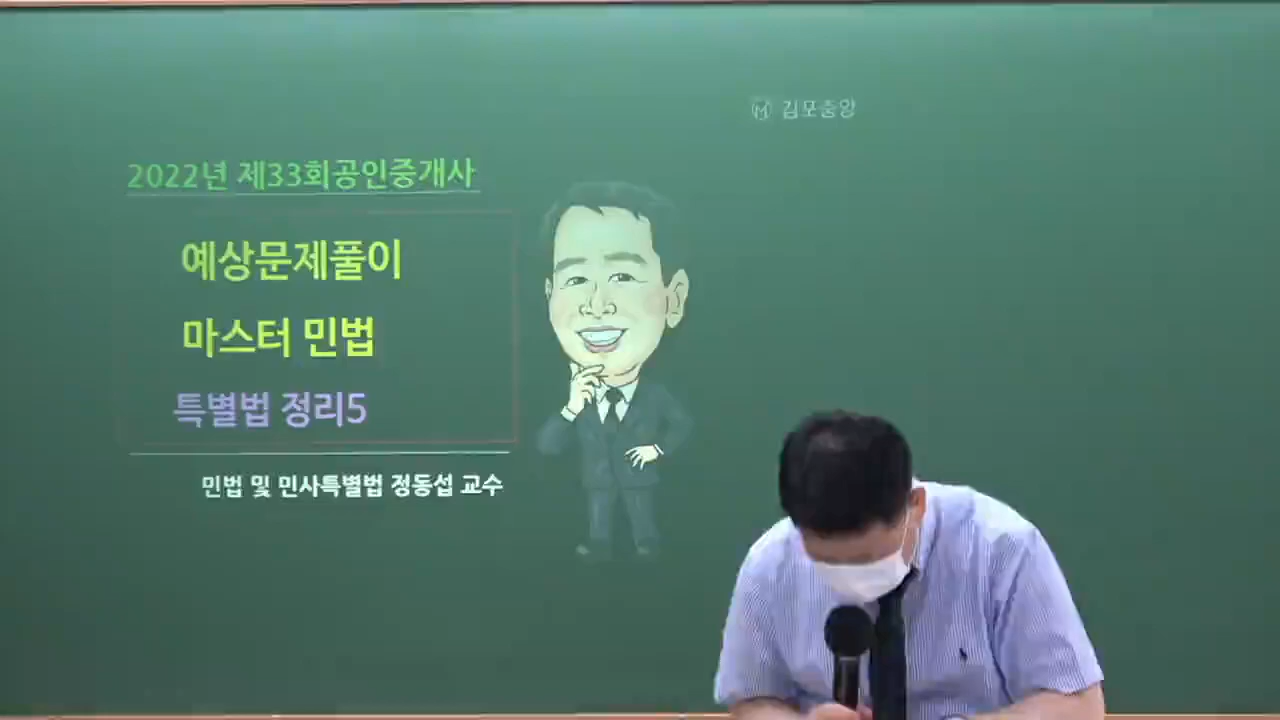 김포중앙
2022년 제33회공인중개사
예상문제풀이
마스터 민법
특별법 정리5
민법 및 민사특별법 정동섭 교수